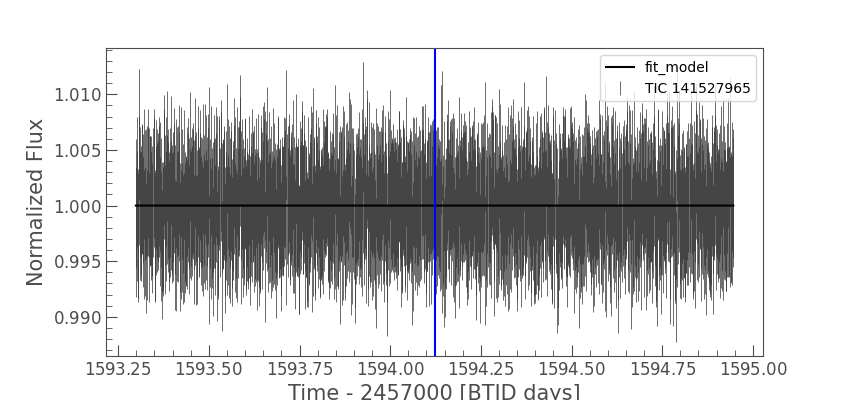 fit_model
TIC 141527965
1.010
1.005
1.000
0.995
0.990
Normalized Flux
1593.25 1593.50 1593.75 1594.00 1594.25 1594.50 1594.75 1595.00
Time - 2457000 [BTJD days]